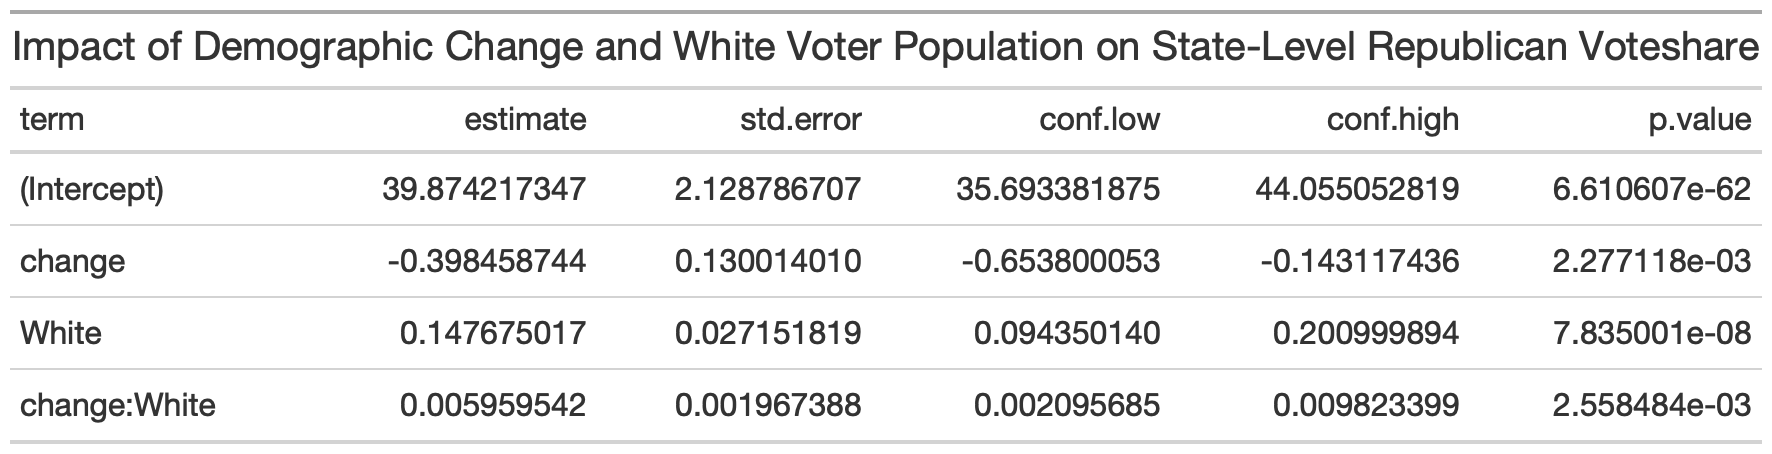 Impact of Demographic Change and White Voter Population on State-Level Republican Voteshare
term estimate std.error conf.low conf.high p.value
(Intercept) 39.874217347 2.128786707 35.693381875 44.055052819 6.610607e-62
change -0.398458744 0.130014010 -0.653800053 -0.143117436 2.277118e-03
White 0.147675017 0.027151819 0.094350140 0.200999894 7.835001e-08
change:White 0.005959542 0.001967388 0.002095685 0.009823399 2.558484e-03